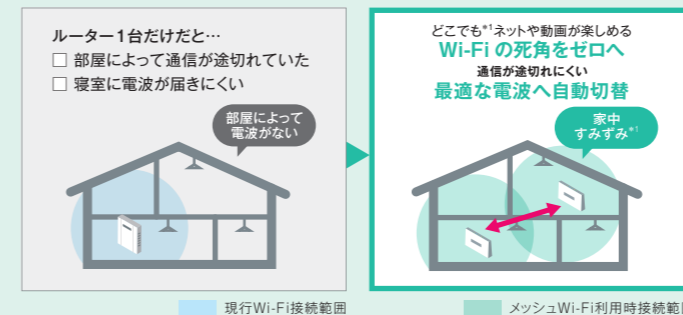 ルーター1台だけだと…
□ 部屋によって通信が途切れていた
□ 寝室に電波が届きにくい
部屋によって
電波がない
現行Wi-Fi接続範囲
どこでも*1ネットや動画が楽しめる
Wi-Fi の死角をゼロへ
通信が途切れにくい
最適な電波へ自動切替
家中
すみずみ*1
メッシュWi-Fi利用時接続範